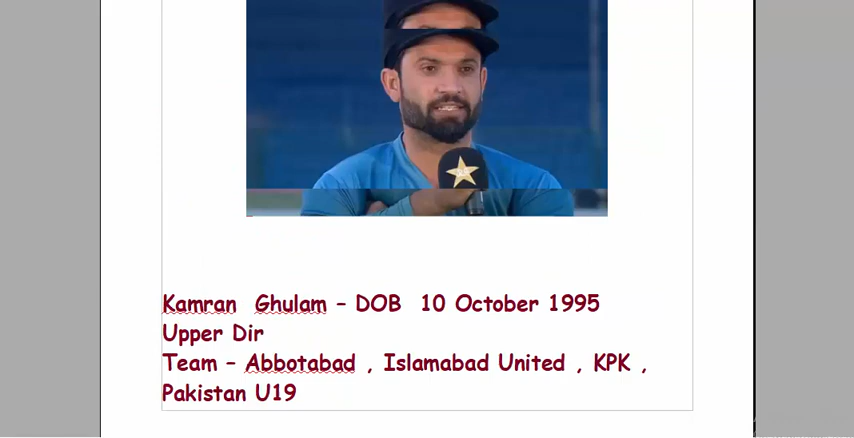 Kamran Ghulam - DOB 10 October 1995
Upper Dir
Team - Abbotabad , Islamabad United , KPK ,
Pakistan U19